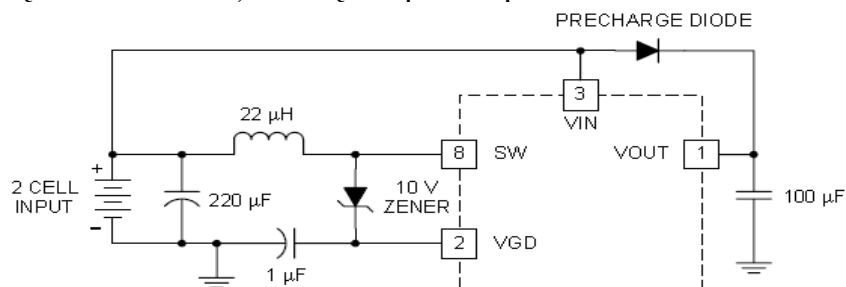 PRECHARGE DIODE
3
VIN
22 μH
8 SW
VOUT 1
+
2 CELL
INPUT
-
220 μF
10 V
ZENER
100 μF
2 VGD
1 μF